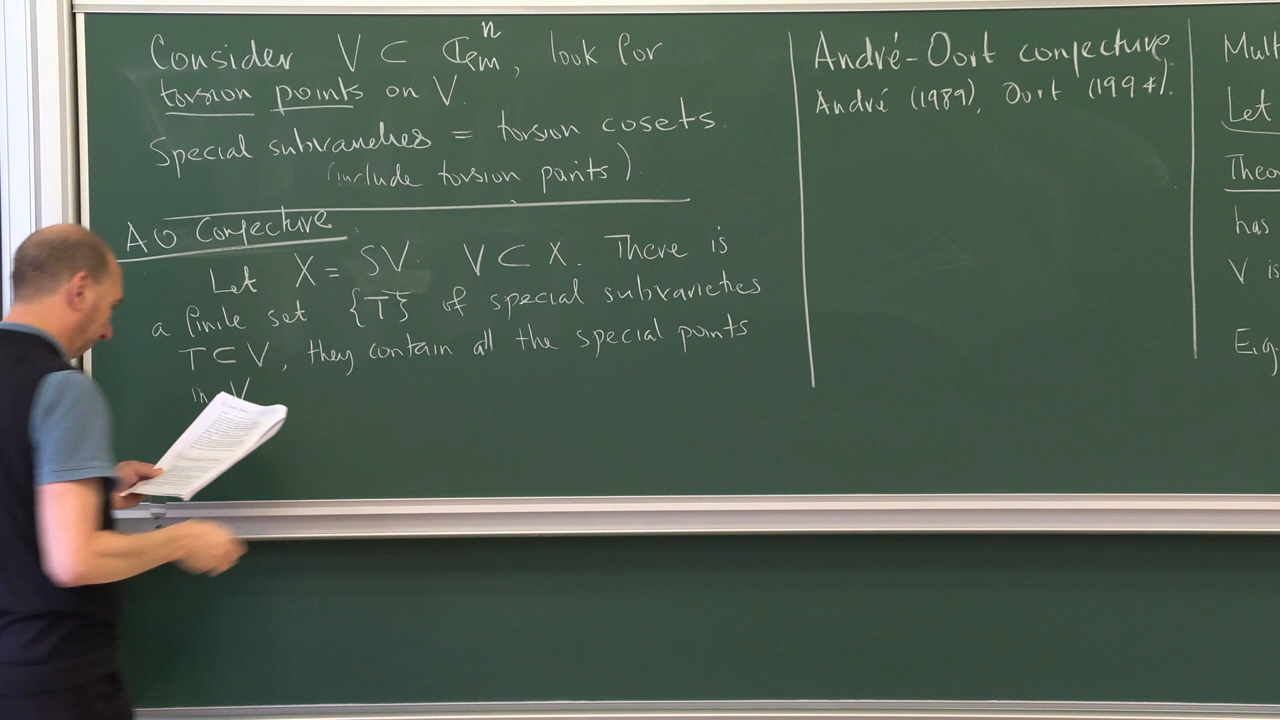 Consider V ⊂ 𝔾ₘⁿ, look for
torsion points on V.
Special subvarieties = torsion cosets.
(include torsion points)
AO Conjecture
Let X = SV. V ⊂ X. There is
a finite set {T} of special subvarieties
T ⊂ V, they contain all the special points
in V
André-Oort conjecture
André (1989), Oort (1994).
Mult
Let
Theo
has
V is
E.g.